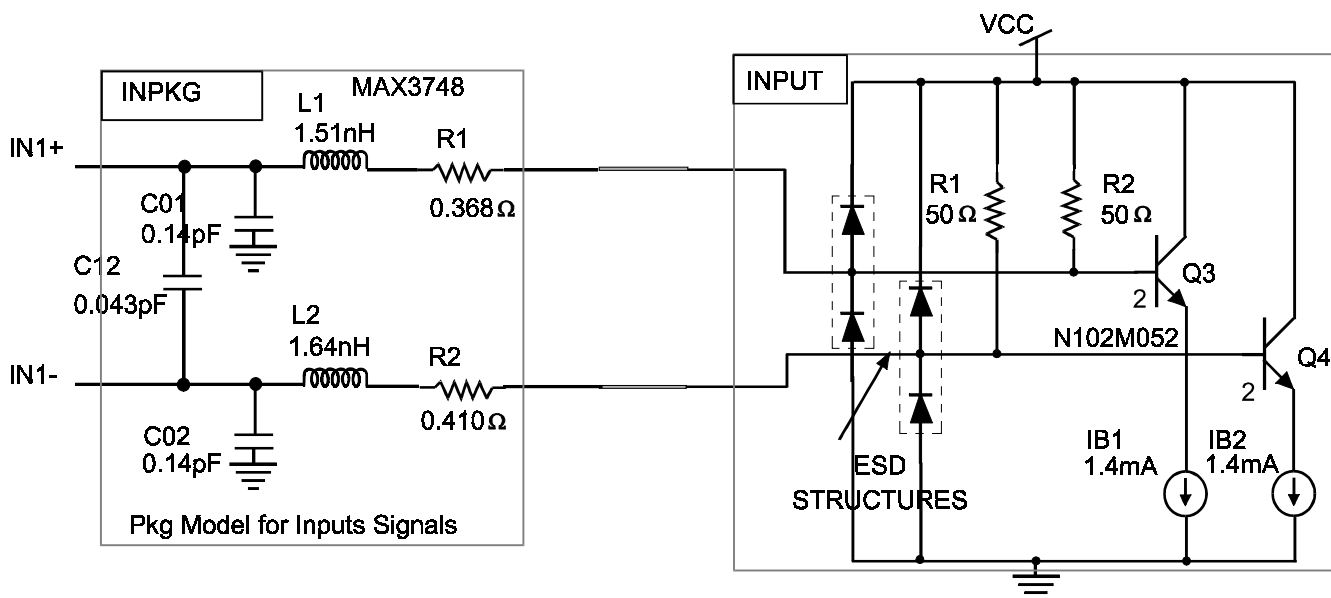 VCC
INPKG
MAX3748
INPUT
L1
1.51nH
R1
0.368Ω
IN1+
C01
0.14pF
C12
0.043pF
L2
1.64nH
R2
0.410Ω
IN1-
C02
0.14pF
Pkg Model for Inputs Signals
R1
50Ω
R2
50Ω
Q3
2
N102M052
Q4
2
ESD
STRUCTURES
IB1
1.4mA
IB2
1.4mA